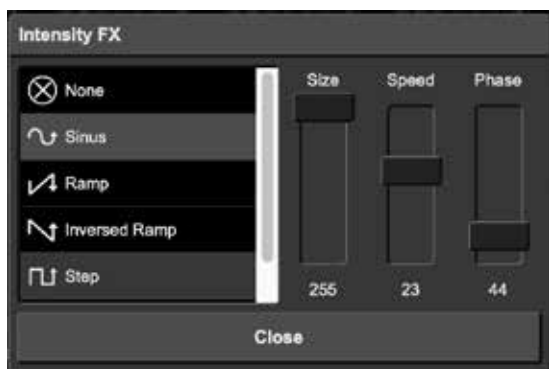 Intensity FX
None
Sinus
Ramp
Inversed Ramp
Step
Size Speed Phase
255 23 44
Close